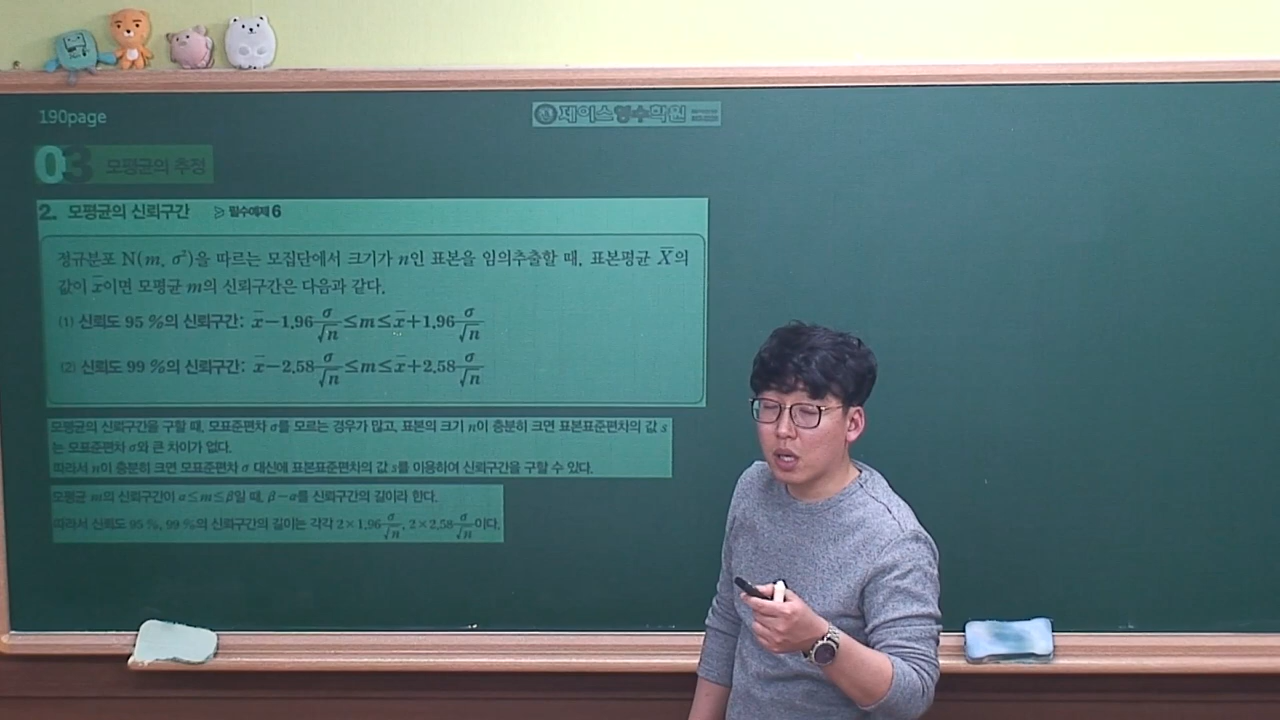 190page
제이스영수학원
03 모평균의 추정
2. 모평균의 신뢰구간 ≫ 필수예제 6
정규분포 N(m, σ²)을 따르는 모집단에서 크기가 n인 표본을 임의추출할 때, 표본평균 X̄의
값이 x̄이면 모평균 m의 신뢰구간은 다음과 같다.
(1) 신뢰도 95 %의 신뢰구간: x̄−1.96 σ/√n ≤m≤ x̄+1.96 σ/√n
(2) 신뢰도 99 %의 신뢰구간: x̄−2.58 σ/√n ≤m≤ x̄+2.58 σ/√n
모평균의 신뢰구간을 구할 때, 모표준편차 σ를 모르는 경우가 많고, 표본의 크기 n이 충분히 크면 표본표준편차의 값 s
는 모표준편차 σ와 큰 차이가 없다.
따라서 n이 충분히 크면 모표준편차 σ 대신에 표본표준편차의 값 s를 이용하여 신뢰구간을 구할 수 있다.
모평균 m의 신뢰구간이 α≤m≤β일 때, β−α를 신뢰구간의 길이라 한다.
따라서 신뢰도 95 %, 99 %의 신뢰구간의 길이는 각각 2×1.96 σ/√n, 2×2.58 σ/√n이다.